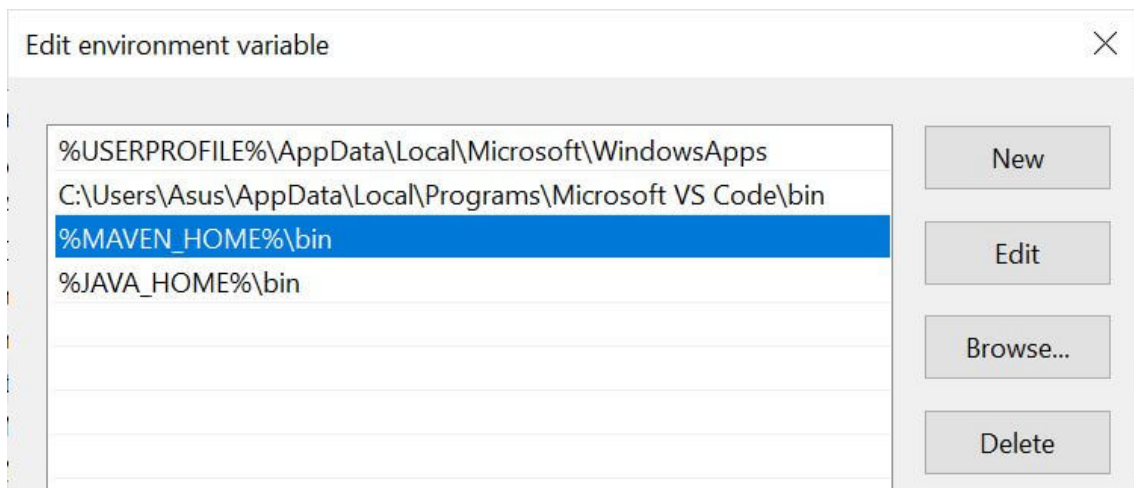 Edit environment variable
%USERPROFILE%\AppData\Local\Microsoft\WindowsApps
C:\Users\Asus\AppData\Local\Programs\Microsoft VS Code\bin
%MAVEN_HOME%\bin
%JAVA_HOME%\bin
New
Edit
Browse...
Delete